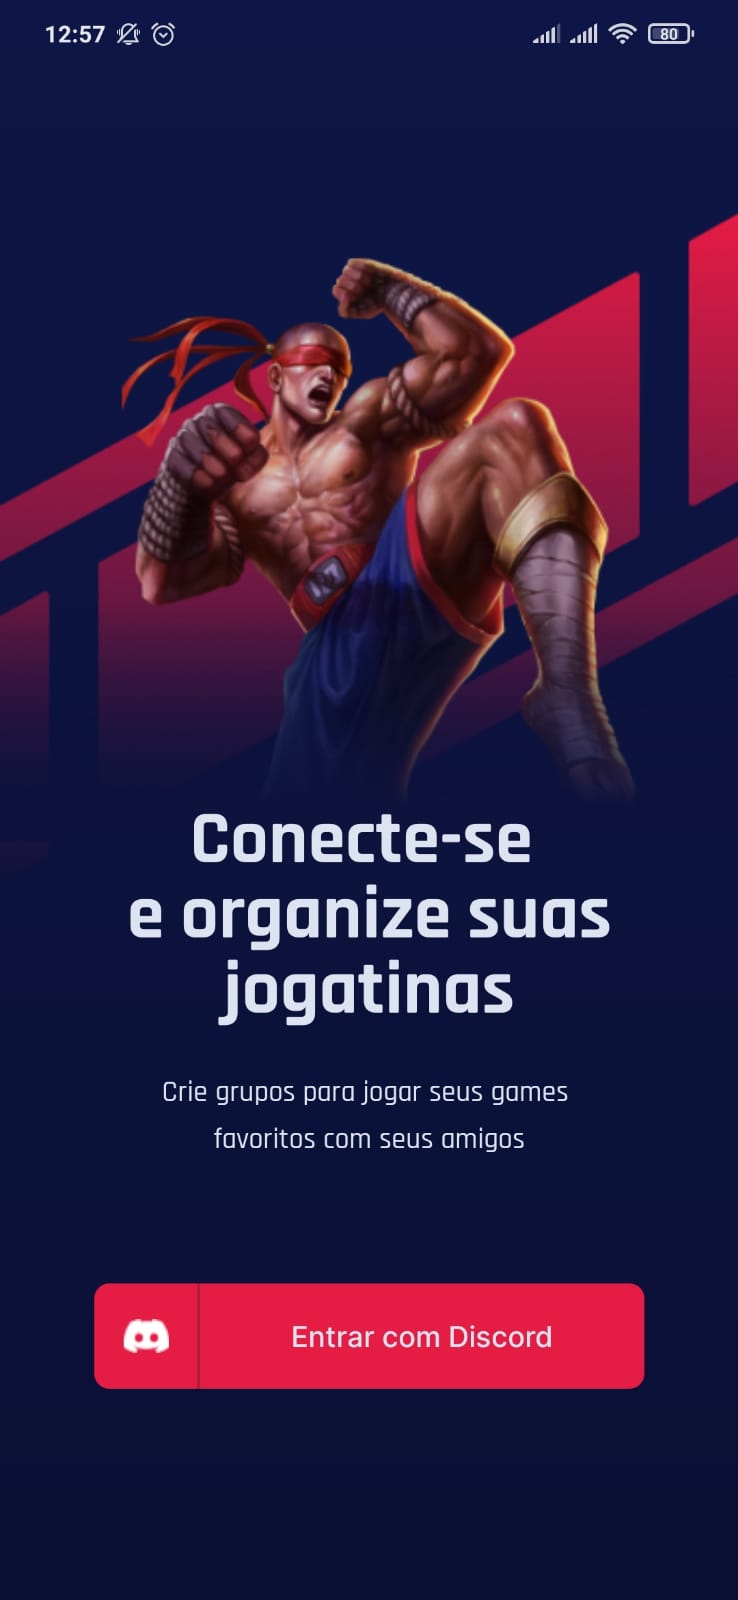 12:57
80
Conecte-se
e organize suas
jogatinas
Crie grupos para jogar seus games
favoritos com seus amigos
Entrar com Discord